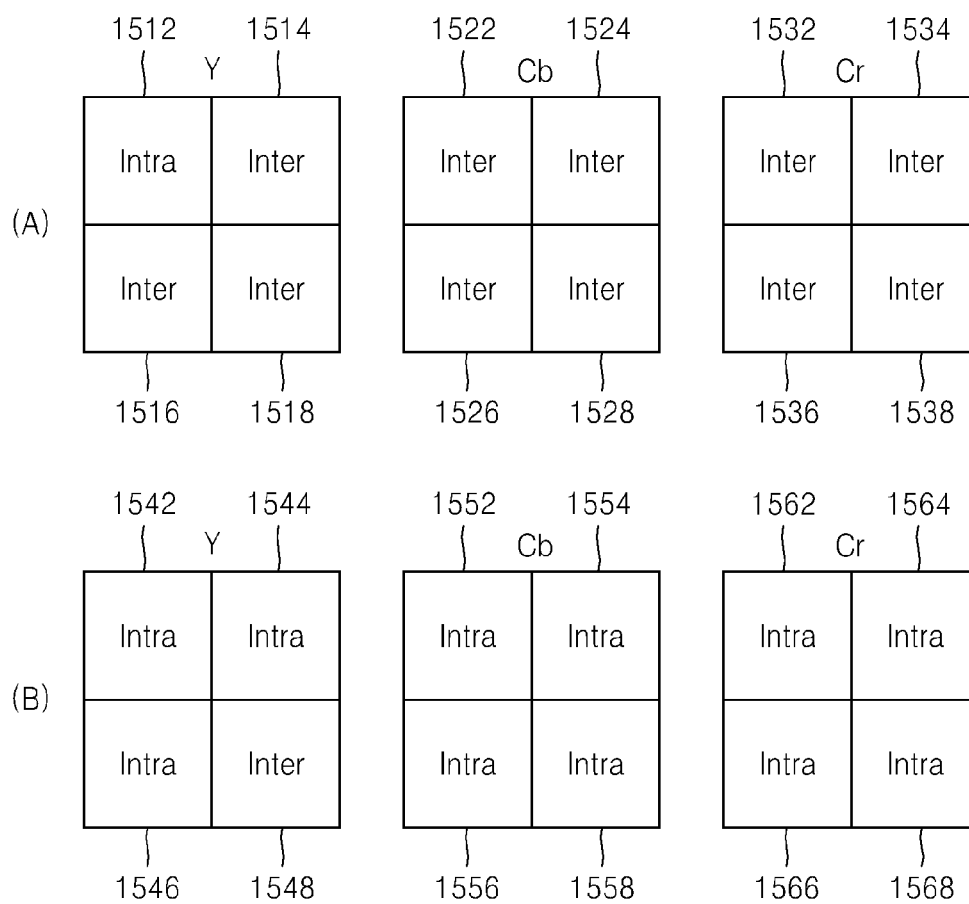 1512 1514 1522 1524 1532 1534
Y Cb Cr
Intra Inter Inter Inter Inter Inter
(A)
Inter Inter Inter Inter Inter Inter
1516 1518 1526 1528 1536 1538
1542 1544 1552 1554 1562 1564
Y Cb Cr
Intra Intra Intra Intra Intra Intra
(B)
Intra Inter Intra Intra Intra Intra
1546 1548 1556 1558 1566 1568